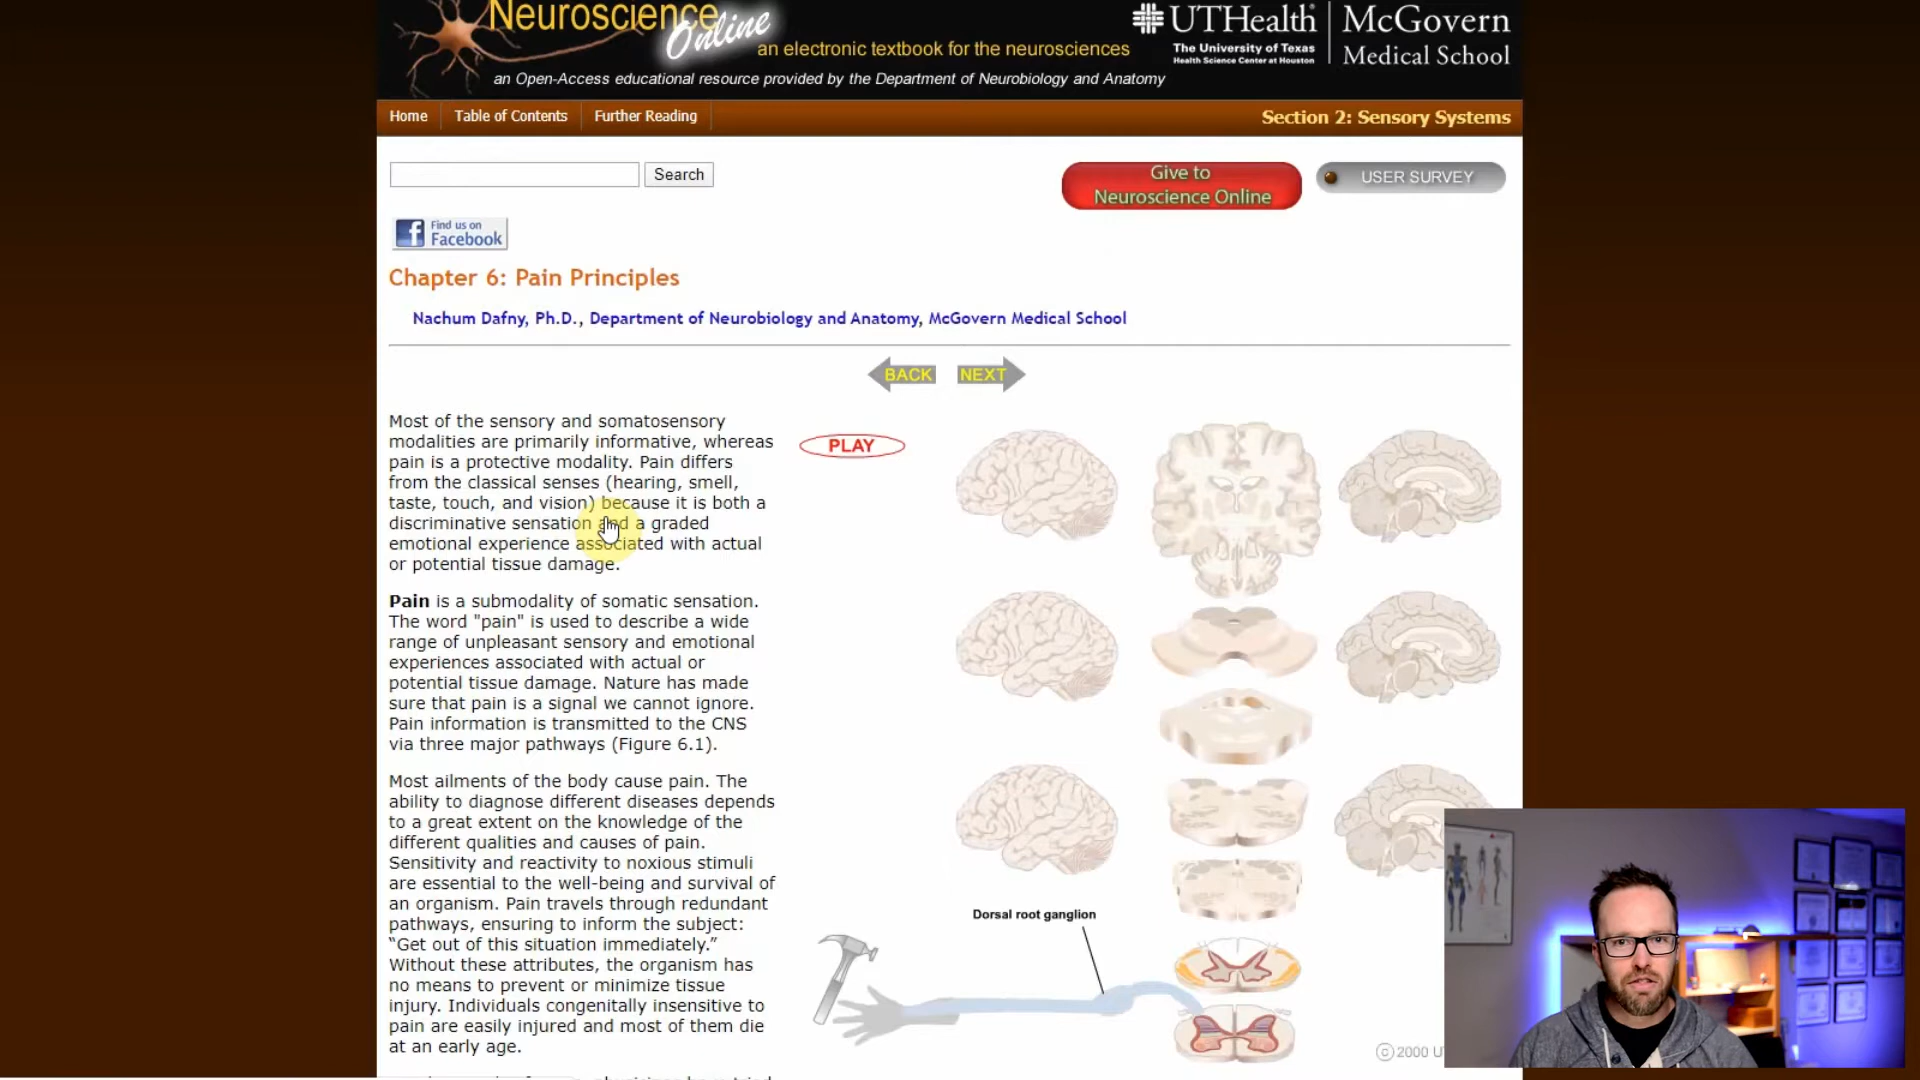 Neuroscience
Online
an electronic textbook for the neurosciences
UTHealth
The University of Texas
Health Science Center at Houston
McGovern
Medical School
an Open-Access educational resource provided by the Department of Neurobiology and Anatomy
Home
Table of Contents
Further Reading
Section 2: Sensory Systems
Search
Give to
Neuroscience Online
USER SURVEY
Find us on
Facebook
Chapter 6: Pain Principles
Nachum Dafny, Ph.D., Department of Neurobiology and Anatomy, McGovern Medical School
BACK
NEXT
Most of the sensory and somatosensory
modalities are primarily informative, whereas
pain is a protective modality. Pain differs
from the classical senses (hearing, smell,
taste, touch, and vision) because it is both a
discriminative sensation and a graded
emotional experience associated with actual
or potential tissue damage.
Pain is a submodality of somatic sensation.
The word "pain" is used to describe a wide
range of unpleasant sensory and emotional
experiences associated with actual or
potential tissue damage. Nature has made
sure that pain is a signal we cannot ignore.
Pain information is transmitted to the CNS
via three major pathways (Figure 6.1).
Most ailments of the body cause pain. The
ability to diagnose different diseases depends
to a great extent on the knowledge of the
different qualities and causes of pain.
Sensitivity and reactivity to noxious stimuli
are essential to the well-being and survival of
an organism. Pain travels through redundant
pathways, ensuring to inform the subject:
“Get out of this situation immediately.”
Without these attributes, the organism has
no means to prevent or minimize tissue
injury. Individuals congenitally insensitive to
pain are easily injured and most of them die
at an early age.
PLAY
Dorsal root ganglion
© 2000 U